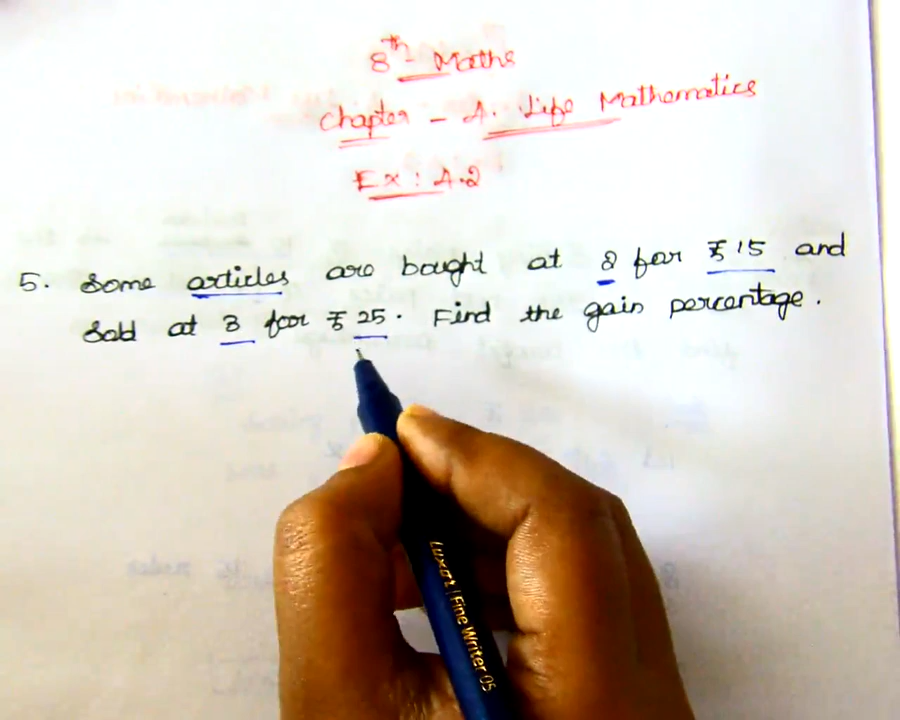 8th - Maths
Chapter - 4. Life Mathematics
Ex: 4.2
5. Some articles are bought at 2 for ₹ 15 and
Sold at 3 for ₹ 25. Find the gain percentage.
Luxor | Fine Writer 05